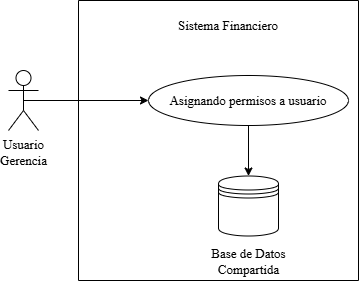 Sistema Financiero
Asignando permisos a usuario
Usuario
Gerencia
Base de Datos
Compartida